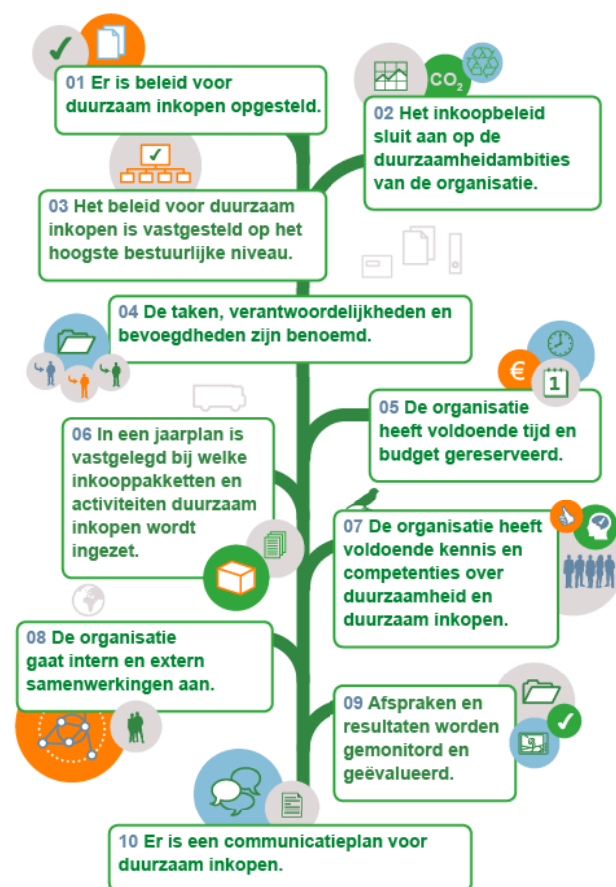 01 Er is beleid voor
duurzaam inkopen opgesteld.
CO2
02 Het inkoopbeleid
sluit aan op de
duurzaamheidambities
van de organisatie.
03 Het beleid voor duurzaam
inkopen is vastgesteld op het
hoogste bestuurlijke niveau.
04 De taken, verantwoordelijkheden en
bevoegdheden zijn benoemd.
€
1
05 De organisatie
heeft voldoende tijd en
budget gereserveerd.
06 In een jaarplan is
vastgelegd bij welke
inkooppakketten en
activiteiten duurzaam
inkopen wordt
ingezet.
07 De organisatie heeft
voldoende kennis en
competenties over
duurzaamheid en
duurzaam inkopen.
08 De organisatie
gaat intern en extern
samenwerkingen aan.
09 Afspraken en
resultaten worden
gemonitord en
geëvalueerd.
10 Er is een communicatieplan voor
duurzaam inkopen.